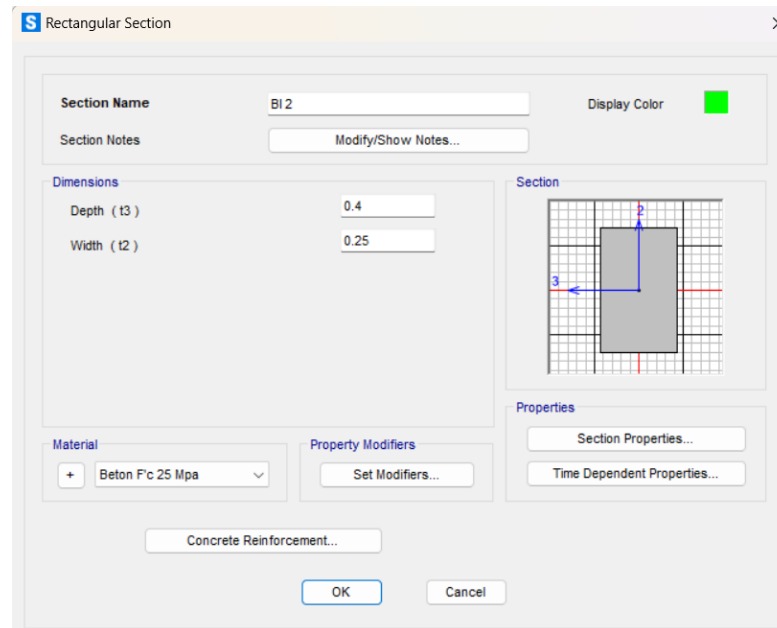 S Rectangular Section
Section Name BI 2 Display Color
Section Notes Modify/Show Notes...
Dimensions
Depth ( t3 ) 0.4
Width ( t2 ) 0.25
Section
2
3
Properties
Section Properties...
Time Dependent Properties...
Material
+ Beton F'c 25 Mpa
Property Modifiers
Set Modifiers...
Concrete Reinforcement...
OK Cancel